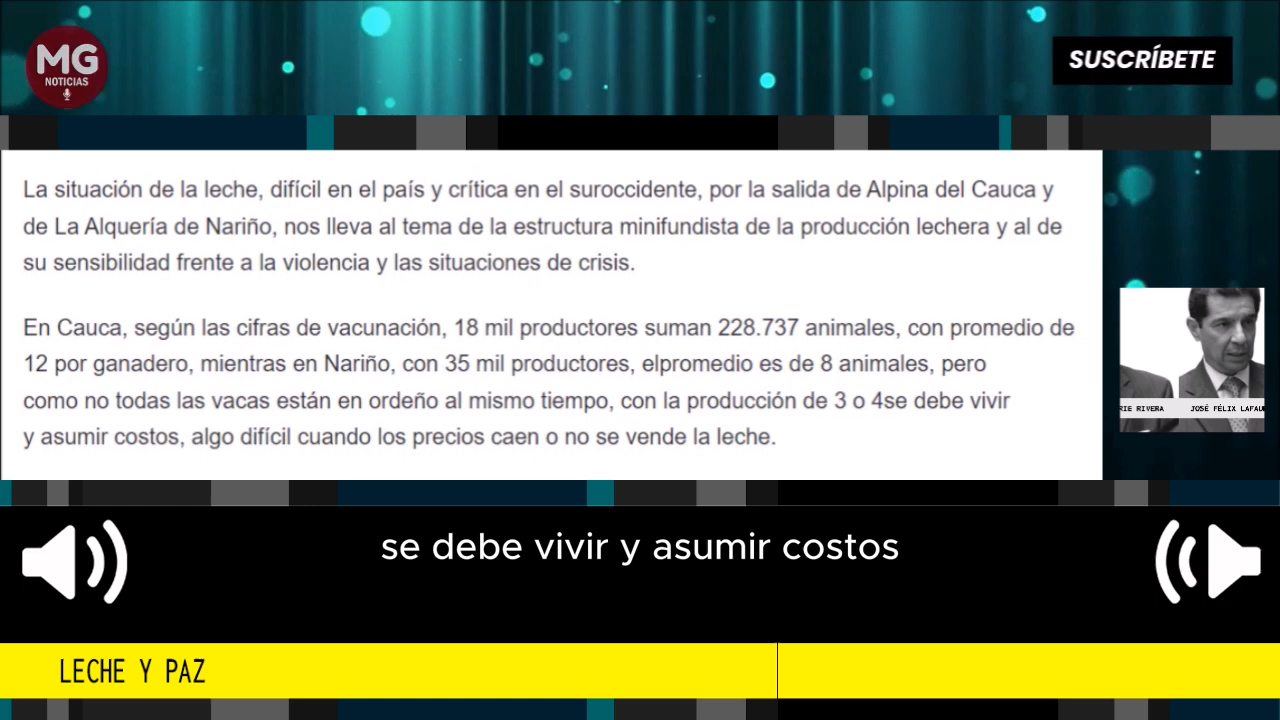 MG
NOTICIAS
SUSCRÍBETE
La situación de la leche, difícil en el país y crítica en el suroccidente, por la salida de Alpina del Cauca y
de La Alquería de Nariño, nos lleva al tema de la estructura minifundista de la producción lechera y al de
su sensibilidad frente a la violencia y las situaciones de crisis.
En Cauca, según las cifras de vacunación, 18 mil productores suman 228.737 animales, con promedio de
12 por ganadero, mientras en Nariño, con 35 mil productores, elpromedio es de 8 animales, pero
como no todas las vacas están en ordeño al mismo tiempo, con la producción de 3 o 4se debe vivir
y asumir costos, algo difícil cuando los precios caen o no se vende la leche.
RIE RIVERA JOSÉ FÉLIX LAFAU
se debe vivir y asumir costos
LECHE Y PAZ